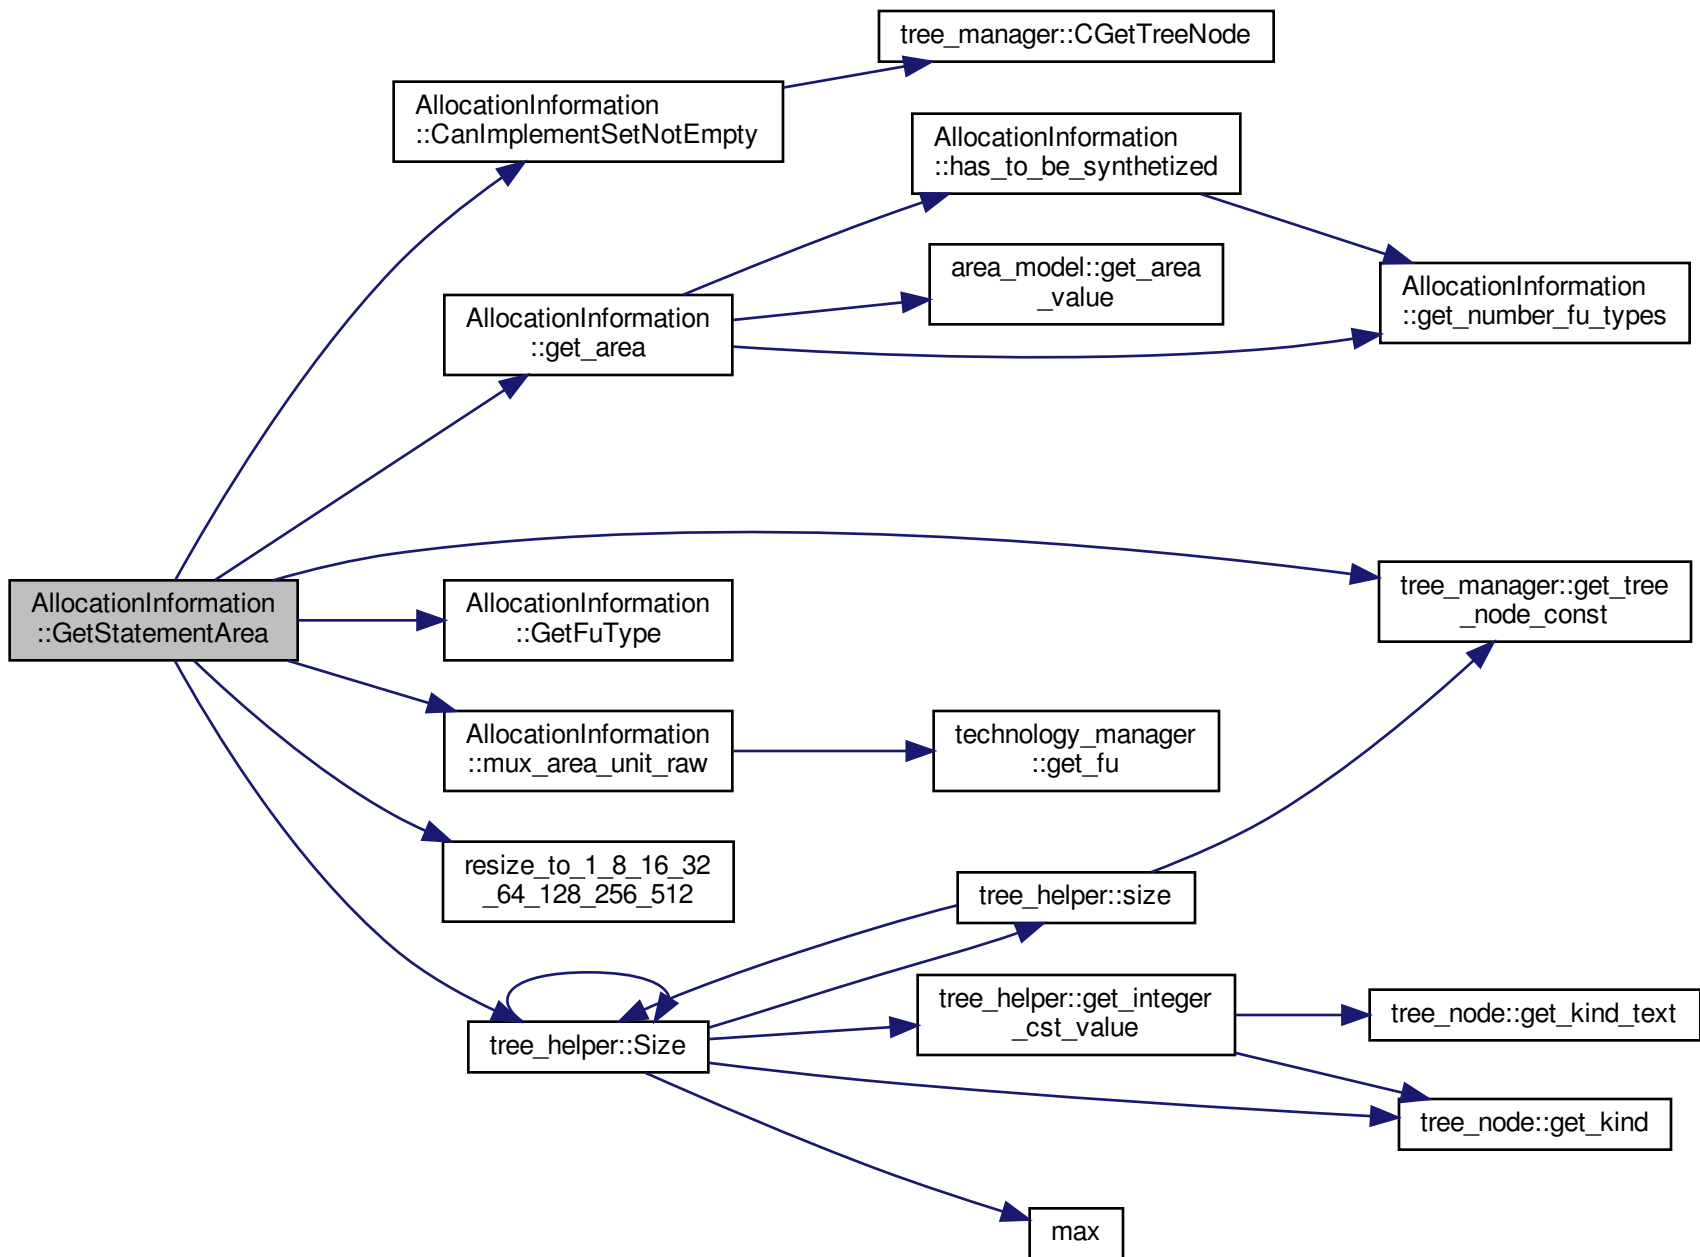 tree_manager::CGetTreeNode
AllocationInformation
::CanImplementSetNotEmpty
AllocationInformation
::has_to_be_synthetized
area_model::get_area
_value
AllocationInformation
::get_number_fu_types
AllocationInformation
::get_area
tree_manager::get_tree
_node_const
AllocationInformation
::GetStatementArea
AllocationInformation
::GetFuType
AllocationInformation
::mux_area_unit_raw
technology_manager
::get_fu
resize_to_1_8_16_32
_64_128_256_512
tree_helper::size
tree_helper::get_integer
_cst_value
tree_node::get_kind_text
tree_helper::Size
tree_node::get_kind
max